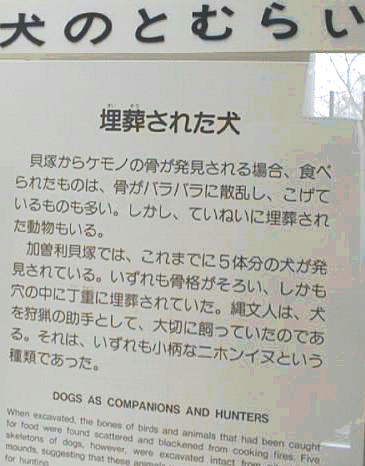 犬のとむらい
埋葬された犬
貝塚からケモノの骨が発見される場合、食べ
られたものは、骨がバラバラに散乱し、こげて
いるものも多い。しかし、ていねいに埋葬され
た動物もいる。
加曽利貝塚では、これまでに5体分の犬が発
見されている。いずれも骨格がそろい、しかも
穴の中に丁重に埋葬されていた。縄文人は、犬
を狩猟の助手として、大切に飼っていたのであ
る。それは、いずれも小柄なニホンイヌという
種類であった。
DOGS AS COMPANIONS AND HUNTERS
When excavated, the bones of birds and animals that had been caught
for food were found scattered and blackened from cooking fires. Five
skeletons of dogs, however, were excavated intact from
mounds, suggesting that these animals
for hunting